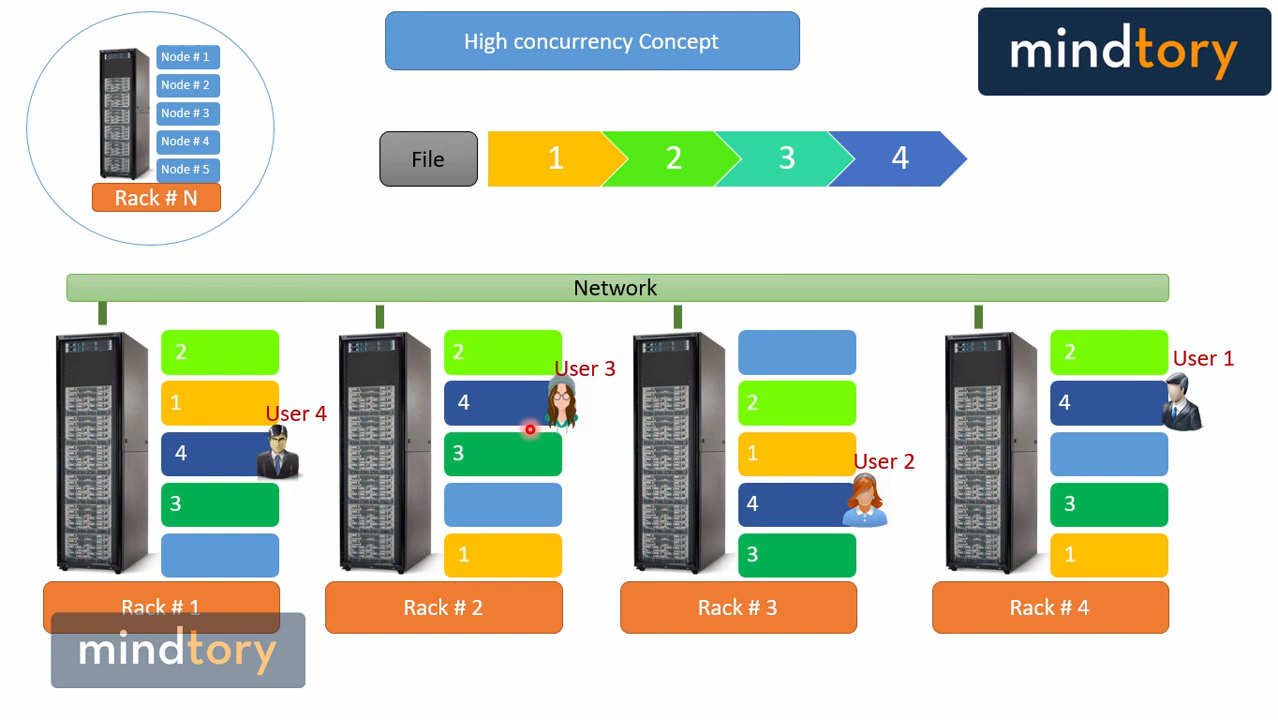 High concurrency Concept
mindtory
Node # 1
Node # 2
Node # 3
Node # 4
Node # 5
Rack # N
File
1
2
3
4
Network
2
1
4
3
User 4
Rack # 1
2
4
3
1
User 3
Rack # 2
2
1
4
3
User 2
Rack # 3
2
4
3
1
User 1
Rack # 4
mindtory